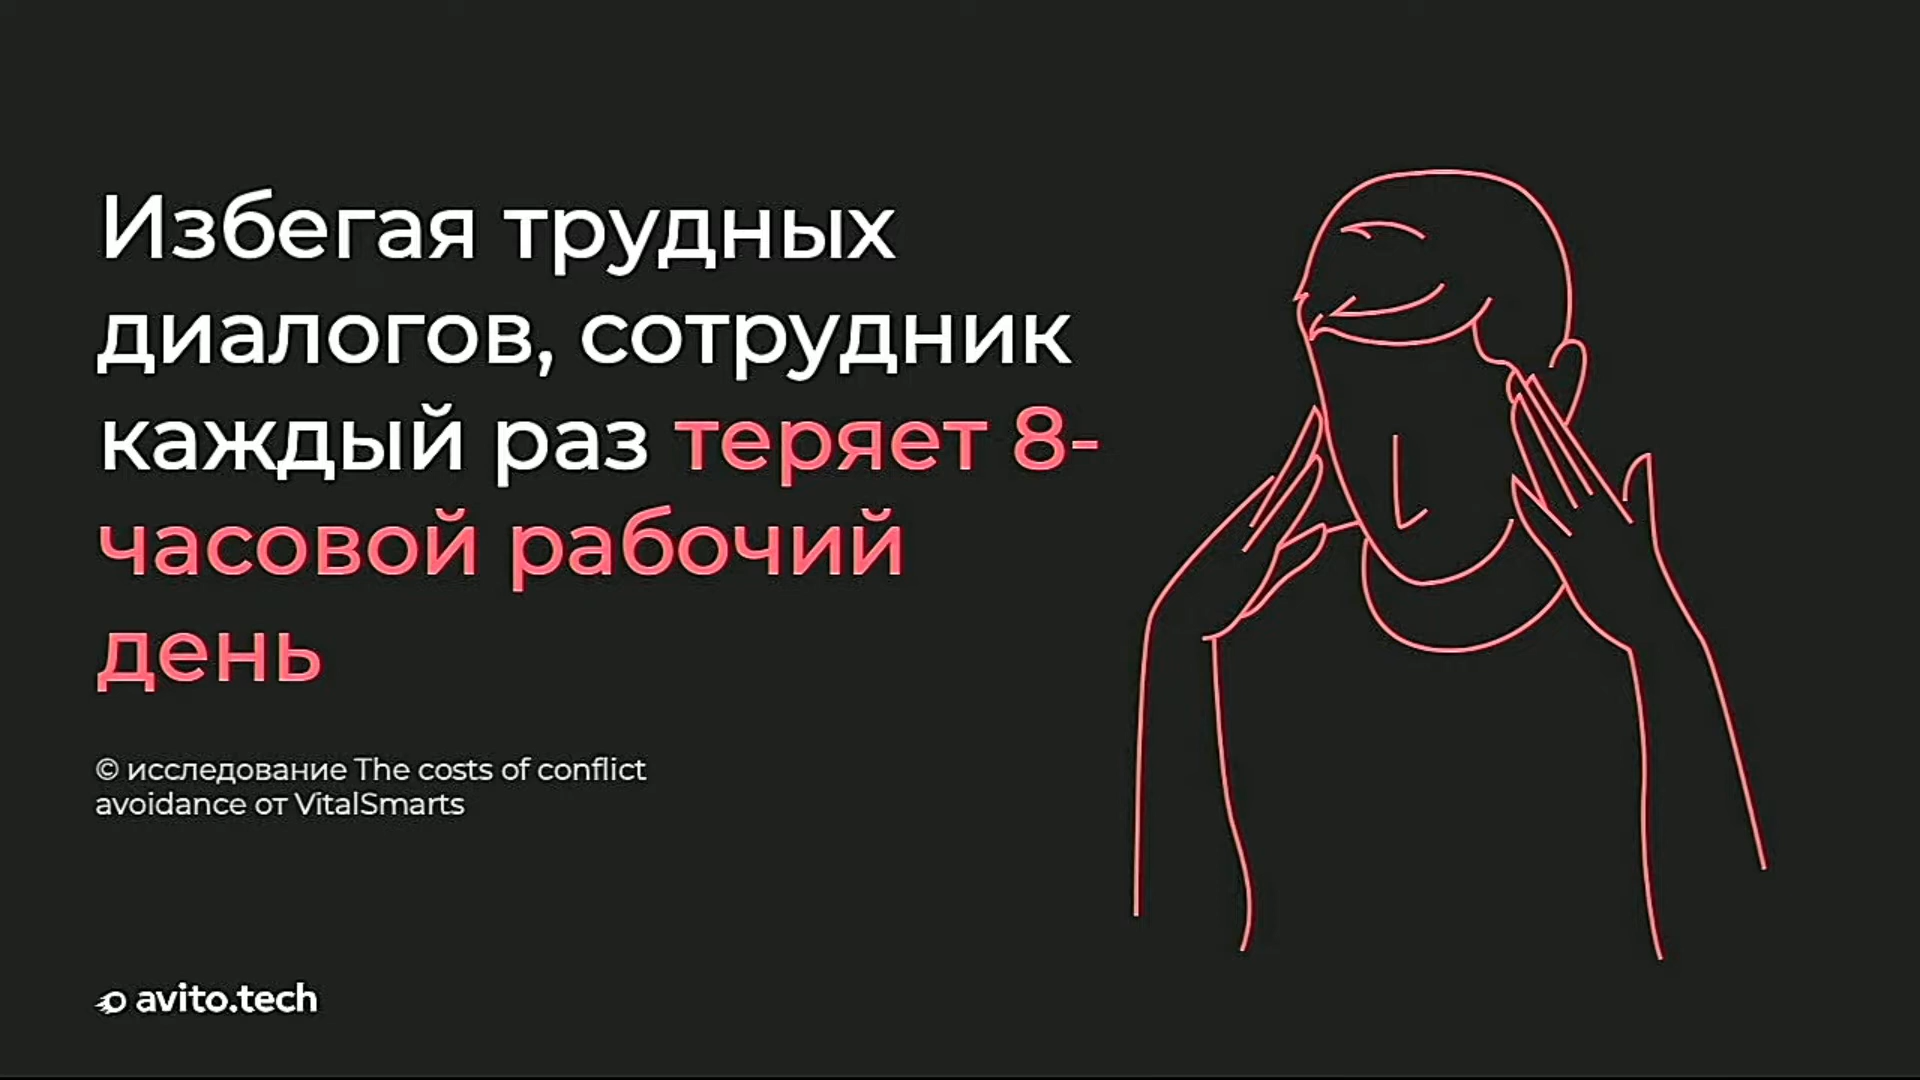 Избегая трудных
диалогов, сотрудник
каждый раз теряет 8-
часовой рабочий
день
© исследование The costs of conflict
avoidance от VitalSmarts
avito.tech